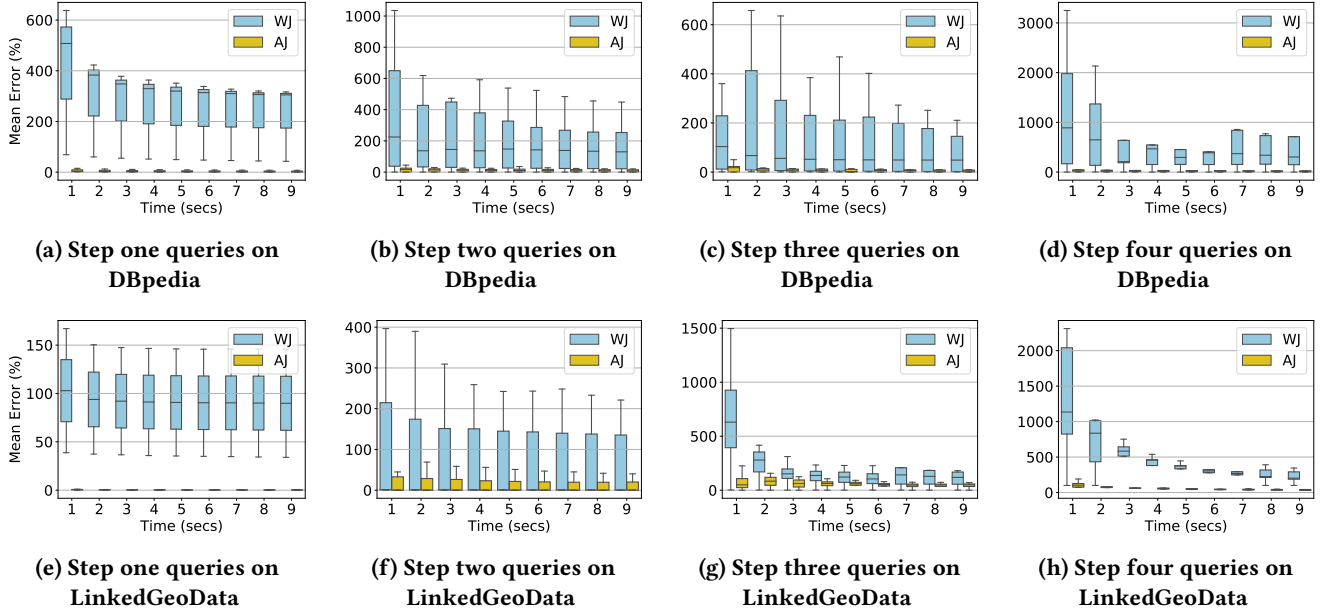 Mean Error (%)
600
400
200
0
WJ
AJ
1 2 3 4 5 6 7 8 9
Time (secs)
(a) Step one queries on
DBpedia
1000
800
600
400
200
0
WJ
AJ
1 2 3 4 5 6 7 8 9
Time (secs)
(b) Step two queries on
DBpedia
600
400
200
0
WJ
AJ
1 2 3 4 5 6 7 8 9
Time (secs)
(c) Step three queries on
DBpedia
3000
2000
1000
0
WJ
AJ
1 2 3 4 5 6 7 8 9
Time (secs)
(d) Step four queries on
DBpedia
Mean Error (%)
150
100
50
0
WJ
AJ
1 2 3 4 5 6 7 8 9
Time (secs)
(e) Step one queries on
LinkedGeoData
400
300
200
100
0
WJ
AJ
1 2 3 4 5 6 7 8 9
Time (secs)
(f) Step two queries on
LinkedGeoData
1500
1000
500
0
WJ
AJ
1 2 3 4 5 6 7 8 9
Time (secs)
(g) Step three queries on
LinkedGeoData
2000
1500
1000
500
0
WJ
AJ
1 2 3 4 5 6 7 8 9
Time (secs)
(h) Step four queries on
LinkedGeoData